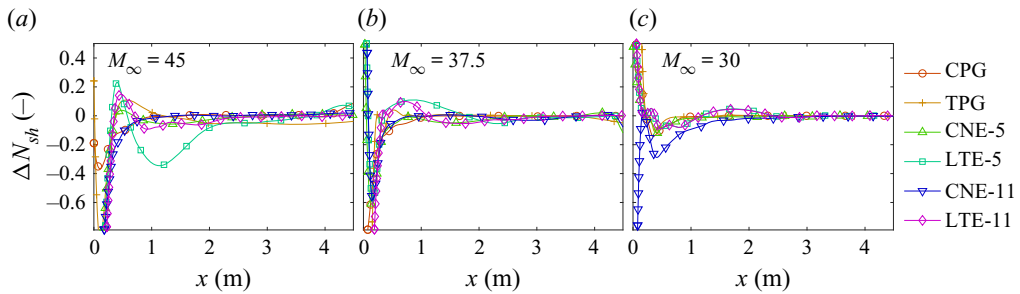 (a) (b) (c)
M∞ = 45 M∞ = 37.5 M∞ = 30
0.4
0.2
0
−0.2
−0.4
−0.6
ΔN_sh (–)
0 1 2 3 4 0 1 2 3 4 0 1 2 3 4
x (m) x (m) x (m)
CPG
TPG
CNE-5
LTE-5
CNE-11
LTE-11